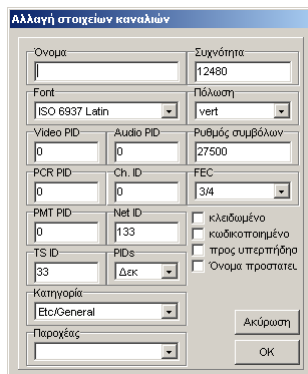 Αλλαγή στοιχείων καναλιών
Όνομα
Συχνότητα
12480
Font
Πόλωση
ISO 6937 Latin
vert
Video PID
Audio PID
Ρυθμός συμβόλων
0
0
27500
PCR PID
Ch. ID
FEC
0
0
3/4
PMT PID
Net ID
0
133
κλειδωμένο
κωδικοποιημένο
TS ID
PIDs
προς υπερπήδησ
33
Δεκ
Όνομα προστατευ
Κατηγορία
Etc/General
Παροχέας
Ακύρωση
OK